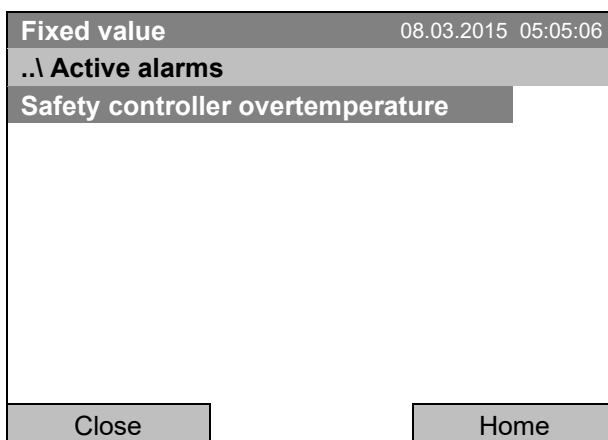 Fixed value 08.03.2015 05:05:06
..\ Active alarms
Safety controller overtemperature
Close Home